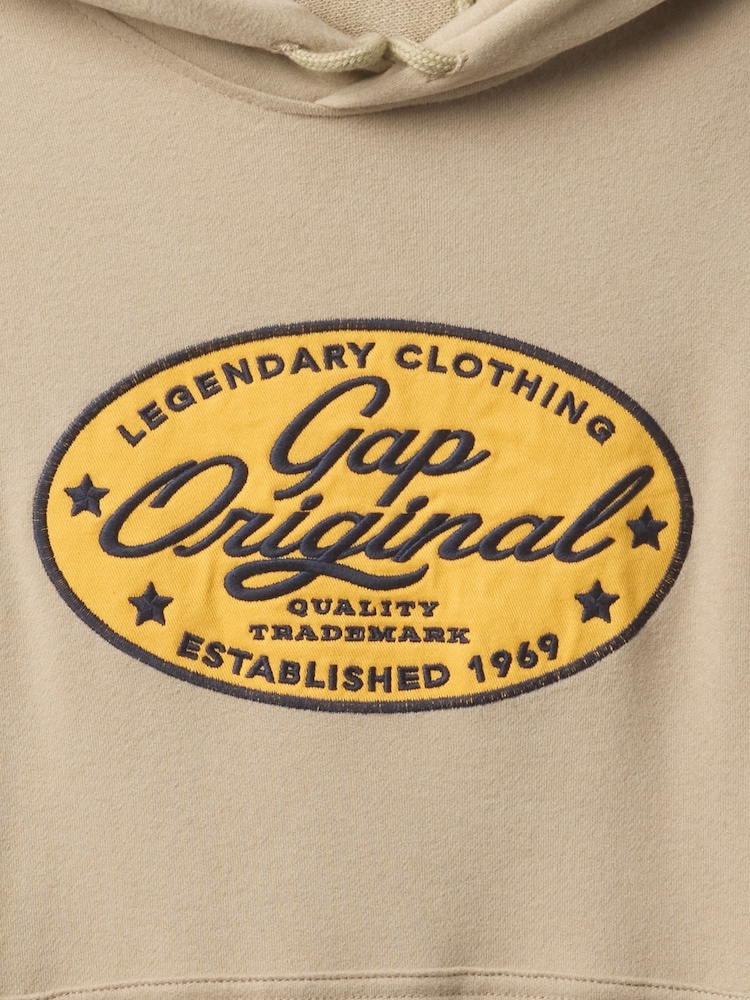 LEGENDARY CLOTHING
Gap
Original
QUALITY
TRADEMARK
ESTABLISHED 1969